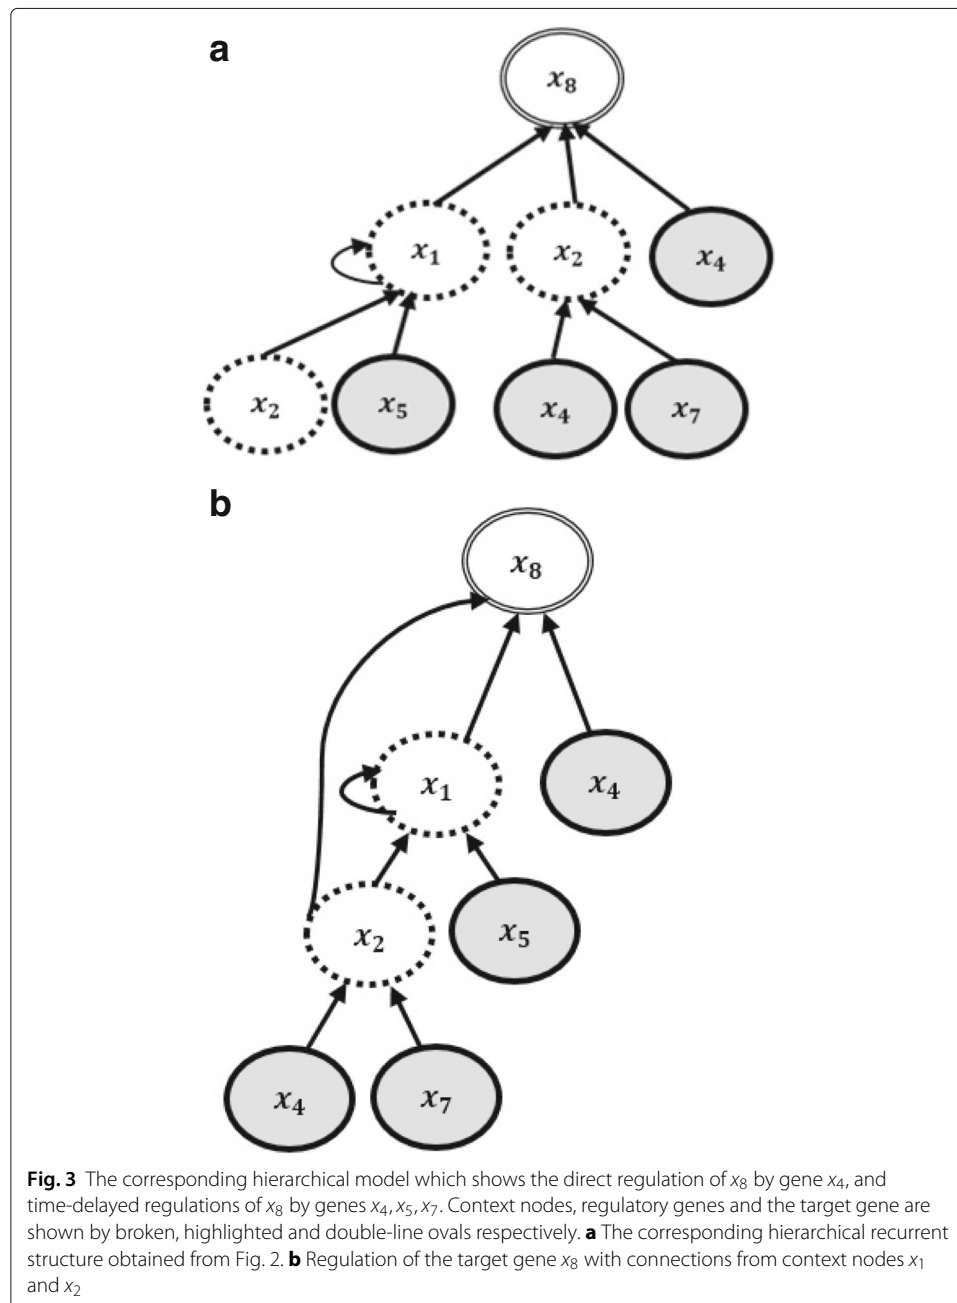 a
x₈
x₁ x₂ x₄
x₂ x₅ x₄ x₇
b
x₈
x₁ x₄
x₂ x₅
x₄ x₇
Fig. 3 The corresponding hierarchical model which shows the direct regulation of x₈ by gene x₄, and
time-delayed regulations of x₈ by genes x₄, x₅, x₇. Context nodes, regulatory genes and the target gene are
shown by broken, highlighted and double-line ovals respectively. a The corresponding hierarchical recurrent
structure obtained from Fig. 2. b Regulation of the target gene x₈ with connections from context nodes x₁
and x₂